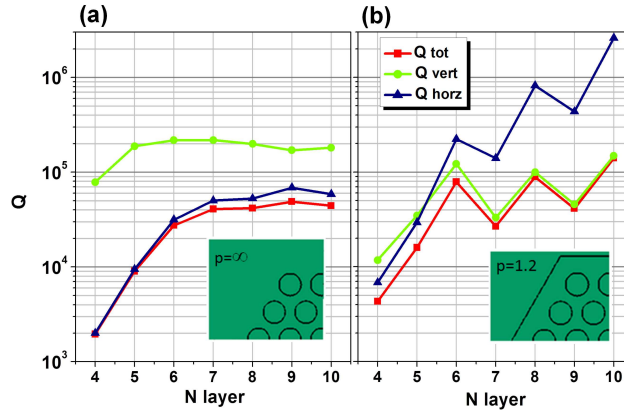 (a)
(b)
Q tot
Q vert
Q horz
10^6
10^5
10^4
10^3
Q
p=∞
p=1.2
4 5 6 7 8 9 10
4 5 6 7 8 9 10
N layer
N layer